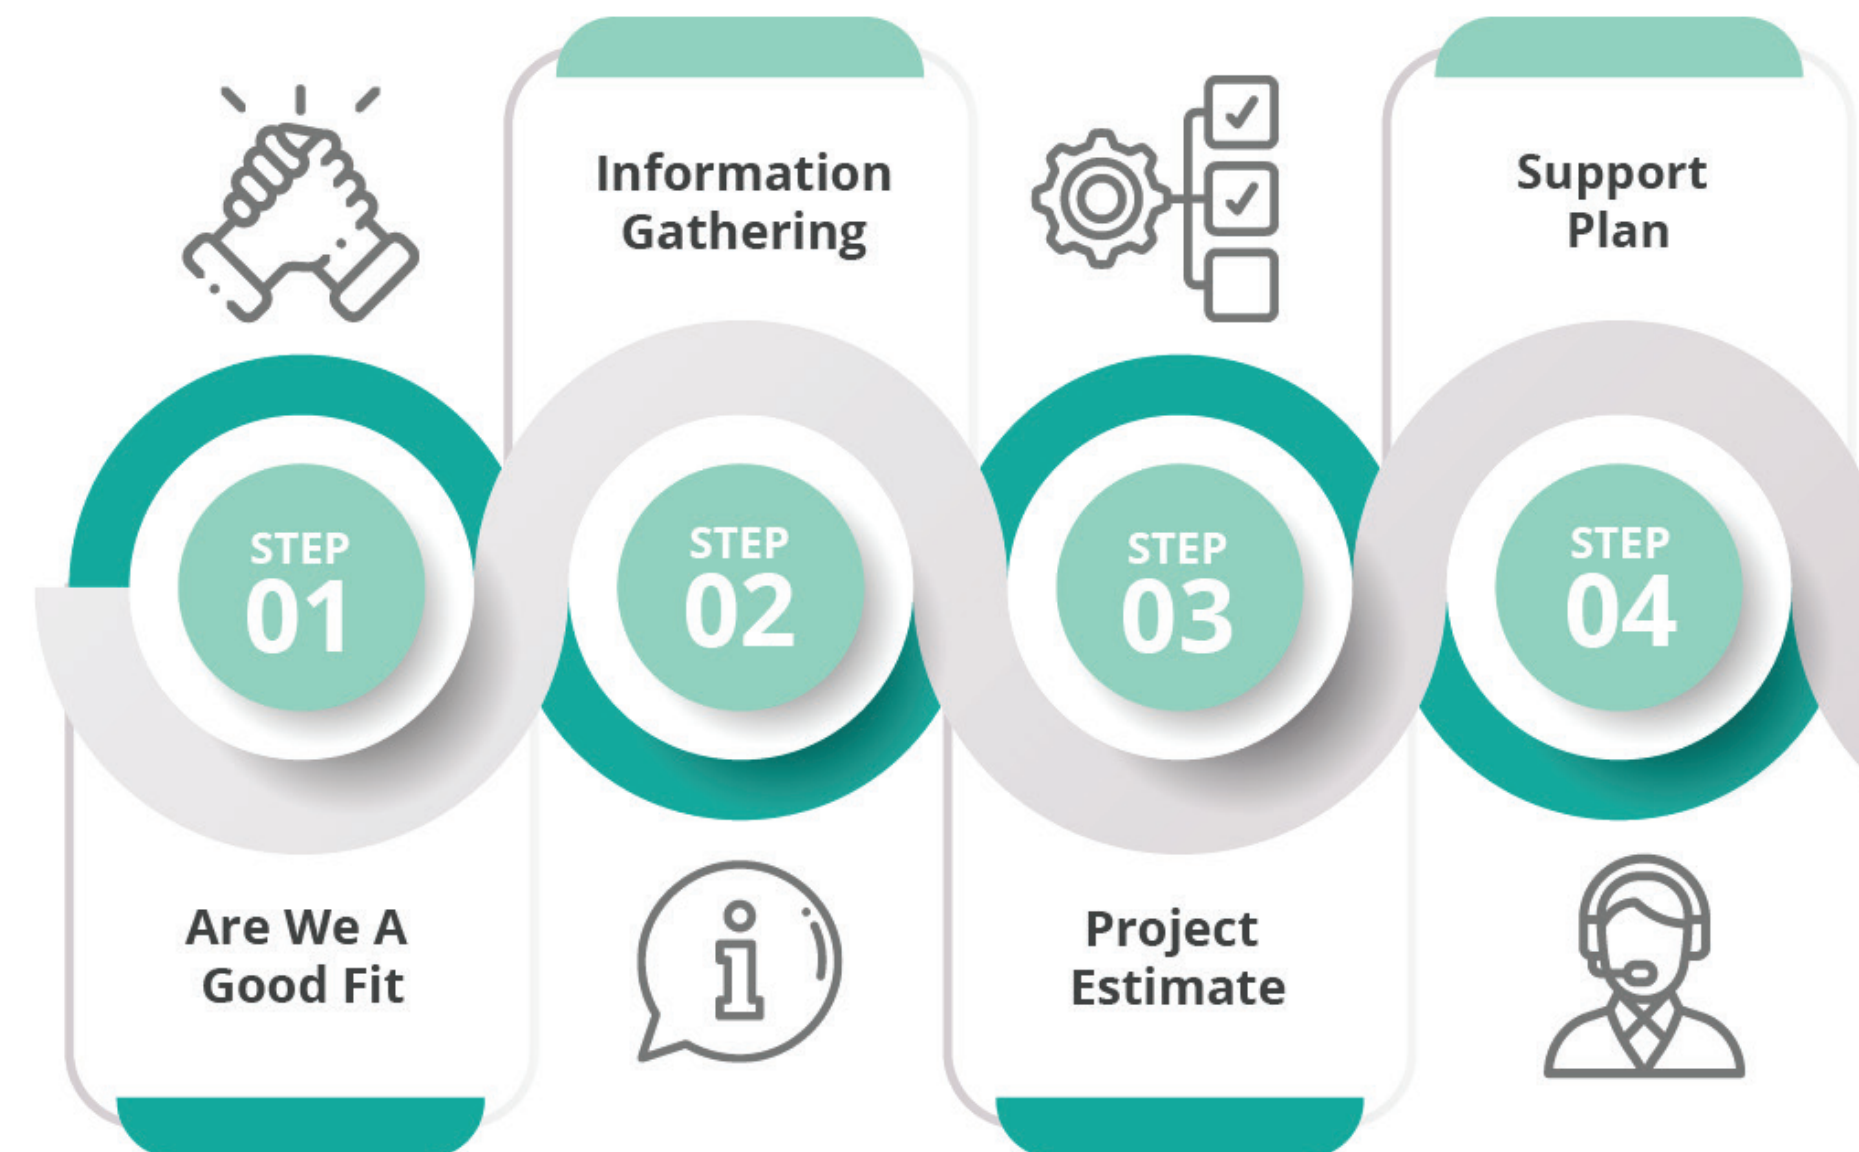 STEP
01
Are We A
Good Fit
Information
Gathering
STEP
02
STEP
03
Project
Estimate
Support
Plan
STEP
04